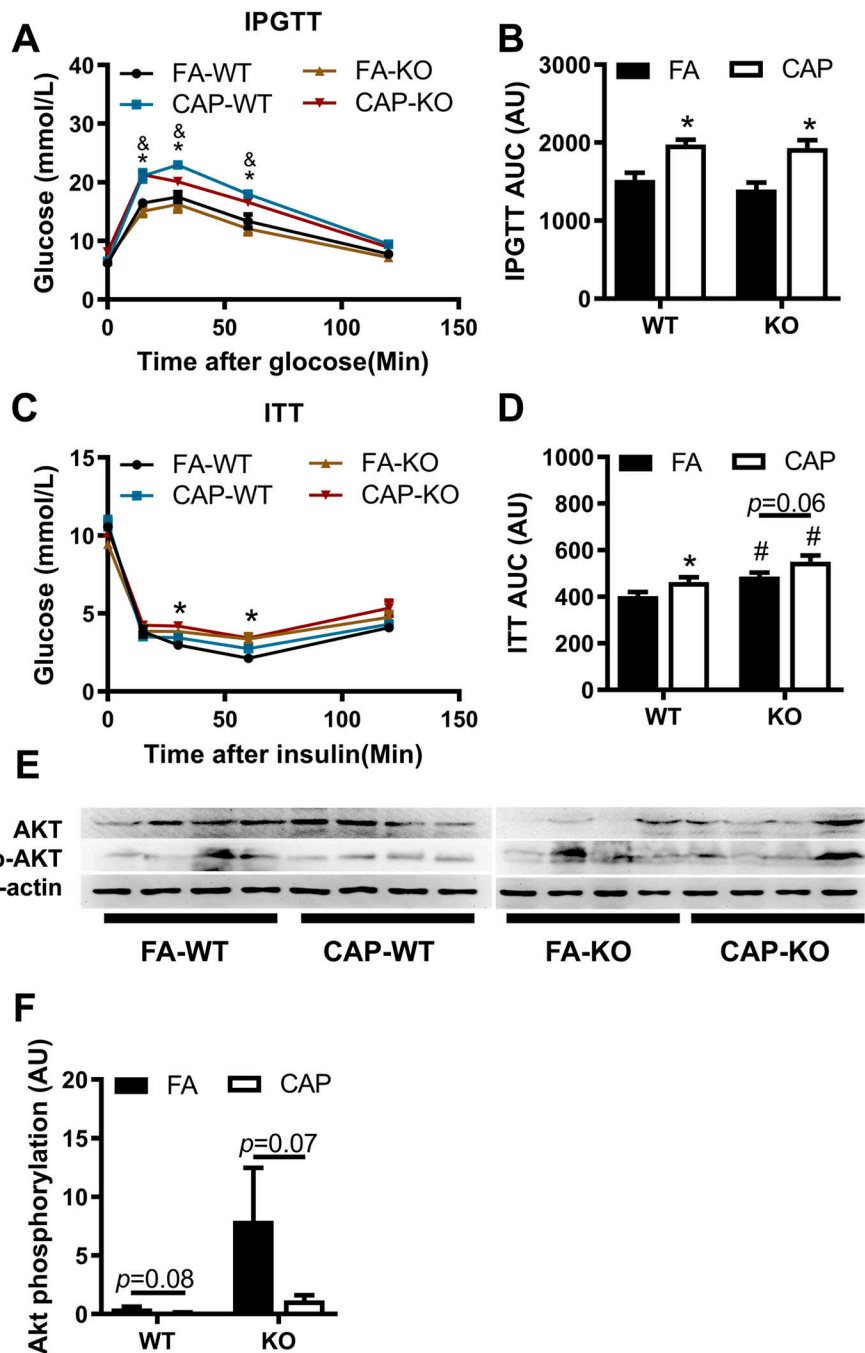 A
IPGTT
FA-WT
FA-KO
CAP-WT
CAP-KO
Glucose (mmol/L)
40
30
20
10
0
&
*
&
*
&
*
0
50
100
150
Time after glocose(Min)
B
FA
CAP
IPGTT AUC (AU)
3000
2000
1000
0
*
*
WT
KO
C
ITT
FA-WT
FA-KO
CAP-WT
CAP-KO
Glucose (mmol/L)
15
10
5
0
*
*
0
50
100
150
Time after insulin(Min)
D
FA
CAP
ITT AUC (AU)
1000
800
600
400
200
0
p=0.06
*
#
#
WT
KO
E
AKT
p-AKT
-actin
FA-WT
CAP-WT
FA-KO
CAP-KO
F
FA
CAP
Akt phosphorylation (AU)
20
15
10
5
0
p=0.07
p=0.08
WT
KO